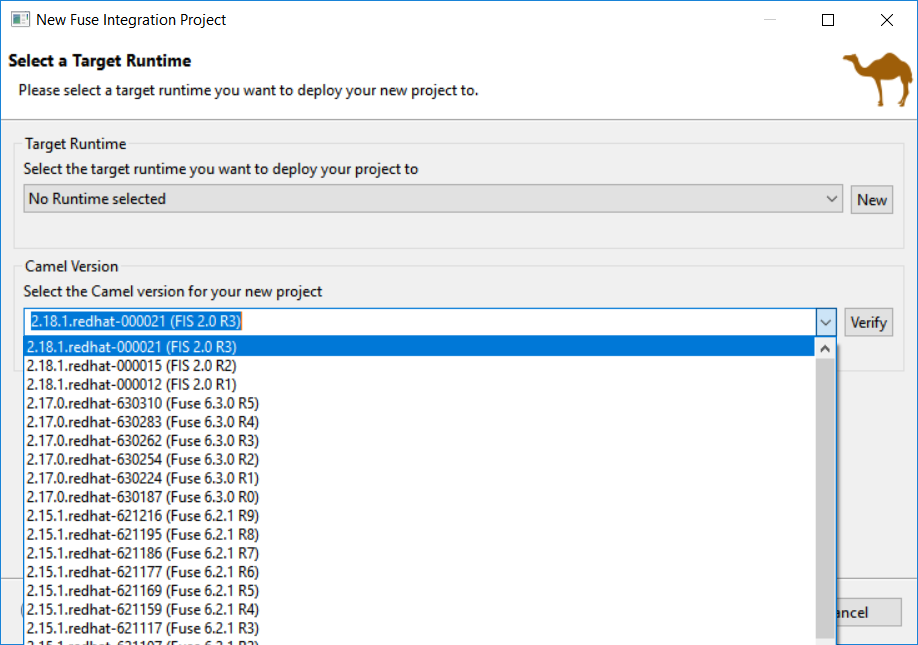 New Fuse Integration Project
Select a Target Runtime
Please select a target runtime you want to deploy your new project to.
Target Runtime
Select the target runtime you want to deploy your project to
No Runtime selected
New
Camel Version
Select the Camel version for your new project
2.18.1.redhat-000021 (FIS 2.0 R3)
Verify
2.18.1.redhat-000021 (FIS 2.0 R3)
2.18.1.redhat-000015 (FIS 2.0 R2)
2.18.1.redhat-000012 (FIS 2.0 R1)
2.17.0.redhat-630310 (Fuse 6.3.0 R5)
2.17.0.redhat-630283 (Fuse 6.3.0 R4)
2.17.0.redhat-630262 (Fuse 6.3.0 R3)
2.17.0.redhat-630254 (Fuse 6.3.0 R2)
2.17.0.redhat-630224 (Fuse 6.3.0 R1)
2.17.0.redhat-630187 (Fuse 6.3.0 R0)
2.15.1.redhat-621216 (Fuse 6.2.1 R9)
2.15.1.redhat-621195 (Fuse 6.2.1 R8)
2.15.1.redhat-621186 (Fuse 6.2.1 R7)
2.15.1.redhat-621177 (Fuse 6.2.1 R6)
2.15.1.redhat-621169 (Fuse 6.2.1 R5)
2.15.1.redhat-621159 (Fuse 6.2.1 R4)
ancel
2.15.1.redhat-621117 (Fuse 6.2.1 R3)